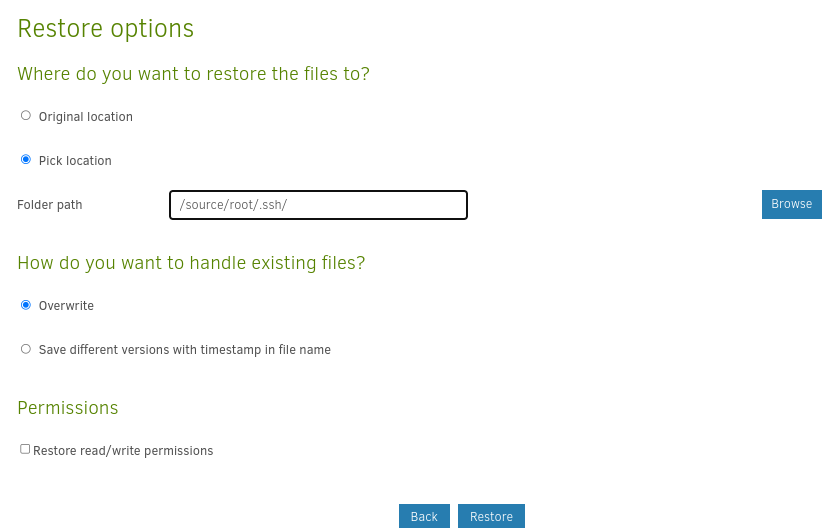 Restore options
Where do you want to restore the files to?
Original location
Pick location
Folder path /source/root/.ssh/ Browse
How do you want to handle existing files?
Overwrite
Save different versions with timestamp in file name
Permissions
Restore read/write permissions
Back Restore